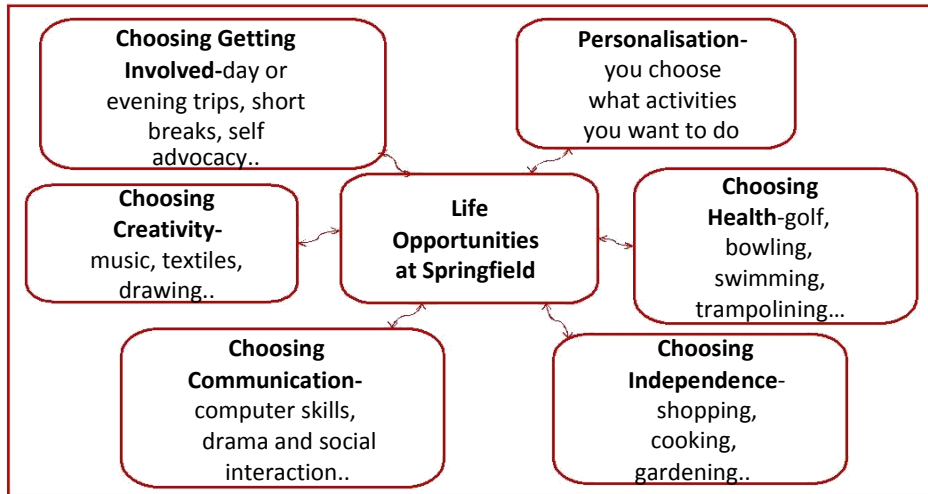 Choosing Getting
Involved-day or
evening trips, short
breaks, self
advocacy..
Personalisation-
you choose
what activities
you want to do
Choosing
Creativity-
music, textiles,
drawing..
Life
Opportunities
at Springfield
Choosing
Health-golf,
bowling,
swimming,
trampolining...
Choosing
Communication-
computer skills,
drama and social
interaction..
Choosing
Independence-
shopping,
cooking,
gardening..